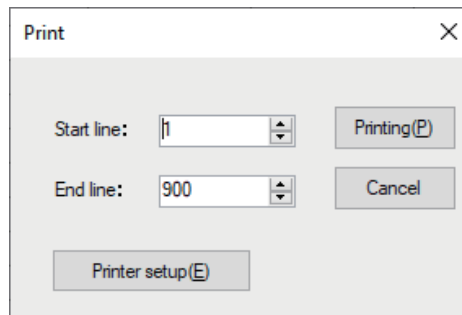 Print
Start line: 1 Printing(P)
End line: 900 Cancel
Printer setup(E)